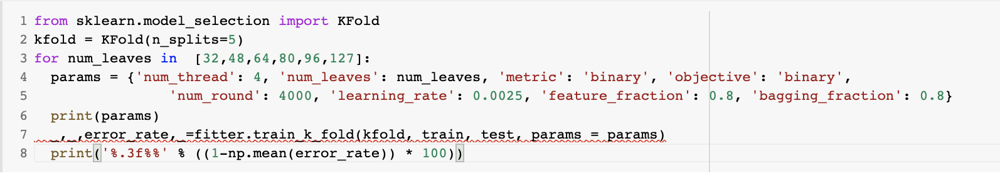 1 from sklearn.model_selection import KFold
2 kfold = KFold(n_splits=5)
3 for num_leaves in  [32,48,64,80,96,127]:
4   params = {'num_thread': 4, 'num_leaves': num_leaves, 'metric': 'binary', 'objective': 'binary',
5                 'num_round': 4000, 'learning_rate': 0.0025, 'feature_fraction': 0.8, 'bagging_fraction': 0.8}
6   print(params)
7   _,_,error_rate,_=fitter.train_k_fold(kfold, train, test, params = params)
8   print('%.3f%%' % ((1-np.mean(error_rate)) * 100))